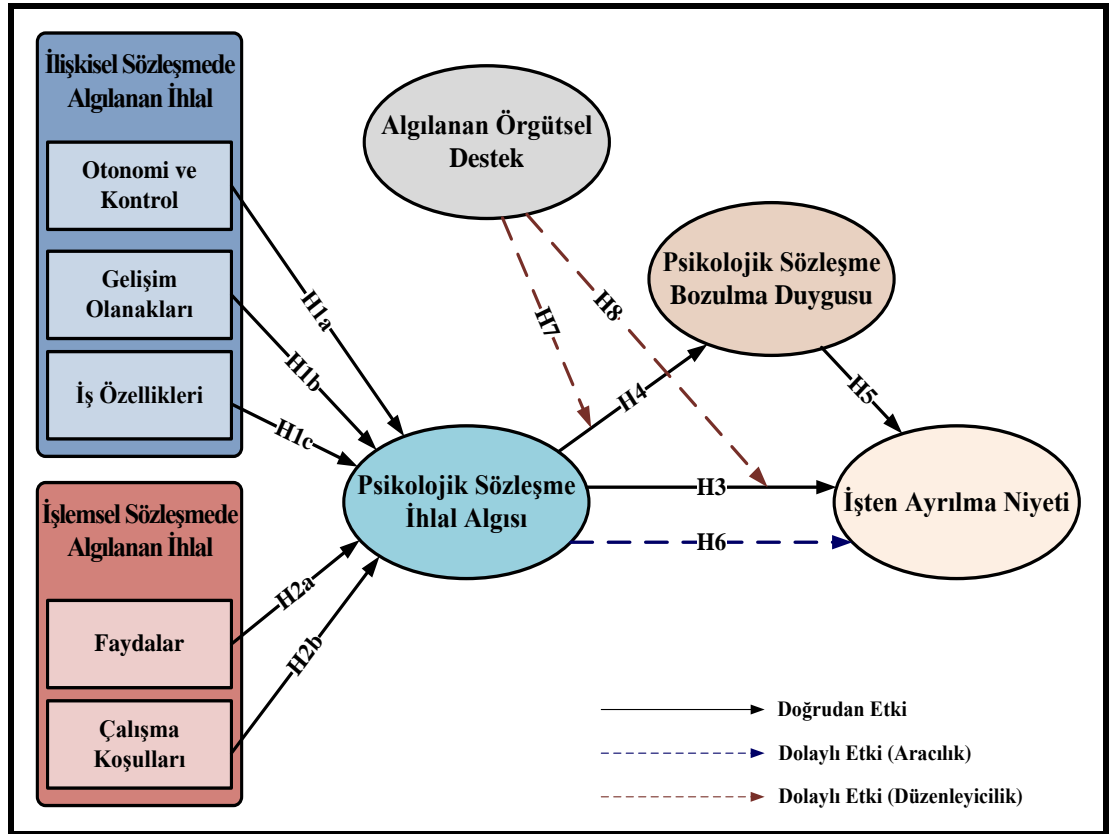 İlişkisel Sözleşmede
Algılanan İhlal
Otonomi ve
Kontrol
Gelişim
Olanakları
İş Özellikleri
İşlemsel Sözleşmede
Algılanan İhlal
Faydalar
Çalışma
Koşulları
H1a
H1b
H1c
H2a
H2b
Algılanan Örgütsel
Destek
Psikolojik Sözleşme
İhlal Algısı
H7
H8
H4
Psikolojik Sözleşme
Bozulma Duygusu
H5
H3
H6
İşten Ayrılma Niyeti
Doğrudan Etki
Dolaylı Etki (Aracılık)
Dolaylı Etki (Düzenleyicilik)